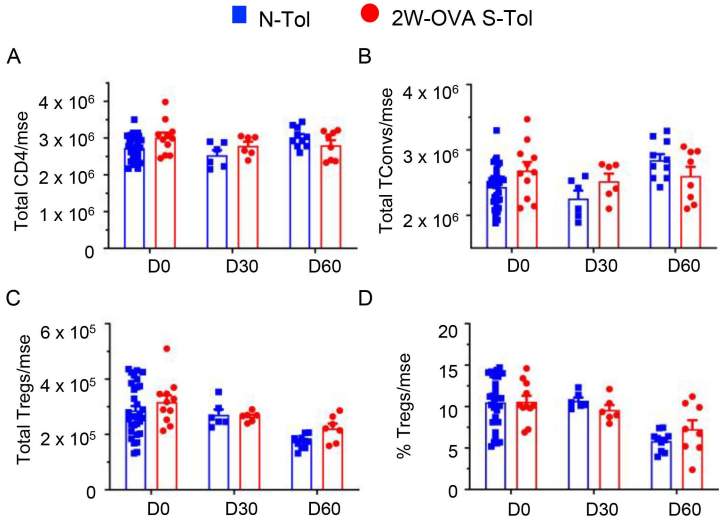 N-Tol 2W-OVA S-Tol
A
Total CD4/mse
4 x 10⁶
3 x 10⁶
2 x 10⁶
1 x 10⁶
0
D0 D30 D60
B
Total TConvs/mse
4 x 10⁶
3 x 10⁶
2 x 10⁶
D0 D30 D60
C
Total Tregs/mse
6 x 10⁵
4 x 10⁵
2 x 10⁵
0
D0 D30 D60
D
% Tregs/mse
20
15
10
5
0
D0 D30 D60